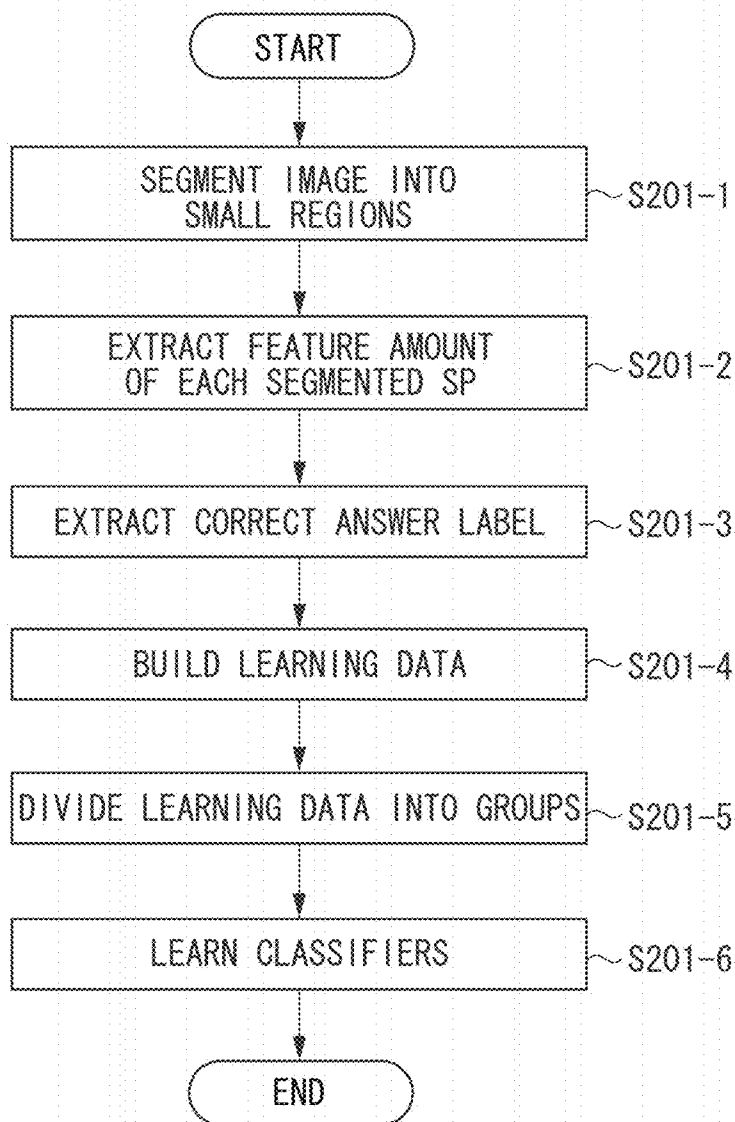 START
SEGMENT IMAGE INTO
SMALL REGIONS
S201-1
EXTRACT FEATURE AMOUNT
OF EACH SEGMENTED SP
S201-2
EXTRACT CORRECT ANSWER LABEL
S201-3
BUILD LEARNING DATA
S201-4
DIVIDE LEARNING DATA INTO GROUPS
S201-5
LEARN CLASSIFIERS
S201-6
END